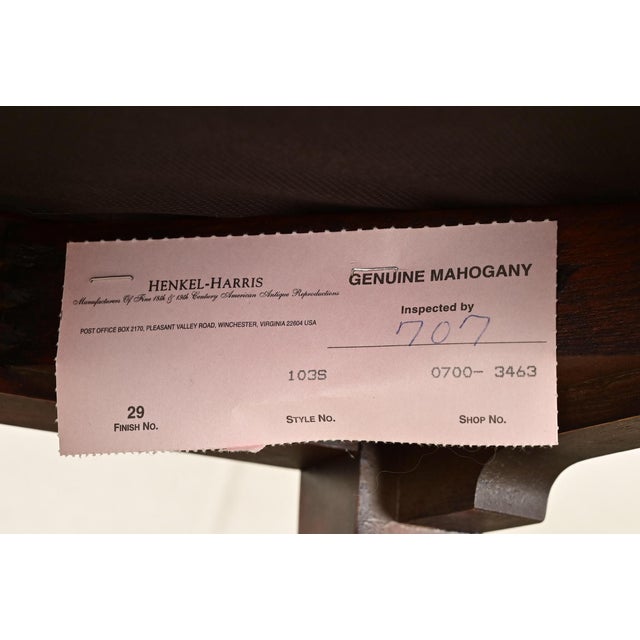 HENKEL-HARRIS
Manufacturers Of Fine 18th & 19th Century American Antique Reproductions
POST OFFICE BOX 2170, PLEASANT VALLEY ROAD, WINCHESTER, VIRGINIA 22604 USA
GENUINE MAHOGANY
Inspected by
707
29
FINISH NO.
103S
STYLE NO.
0700- 3463
SHOP NO.